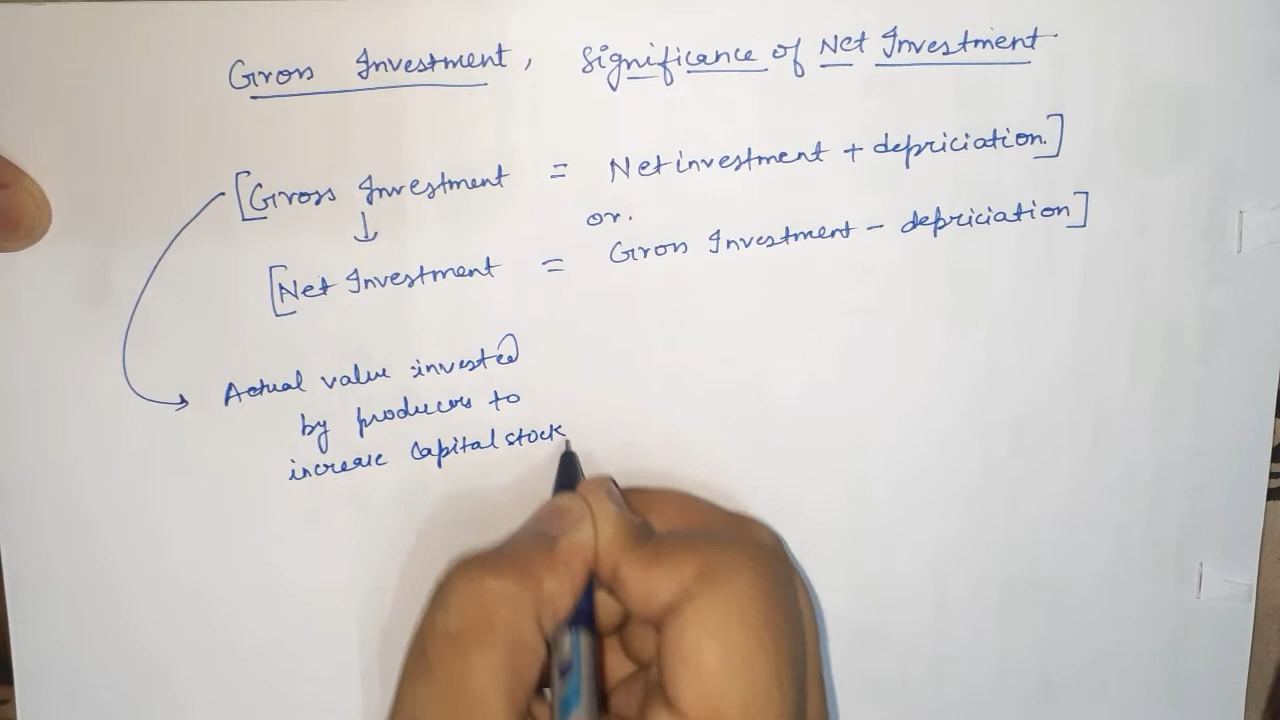 Gross Investment, Significance of Net Investment
[Gross Investment = Net investment + depriciation.]
or.
[Net Investment = Gross Investment - depriciation]
Actual value invested
by producers to
increase capital stock